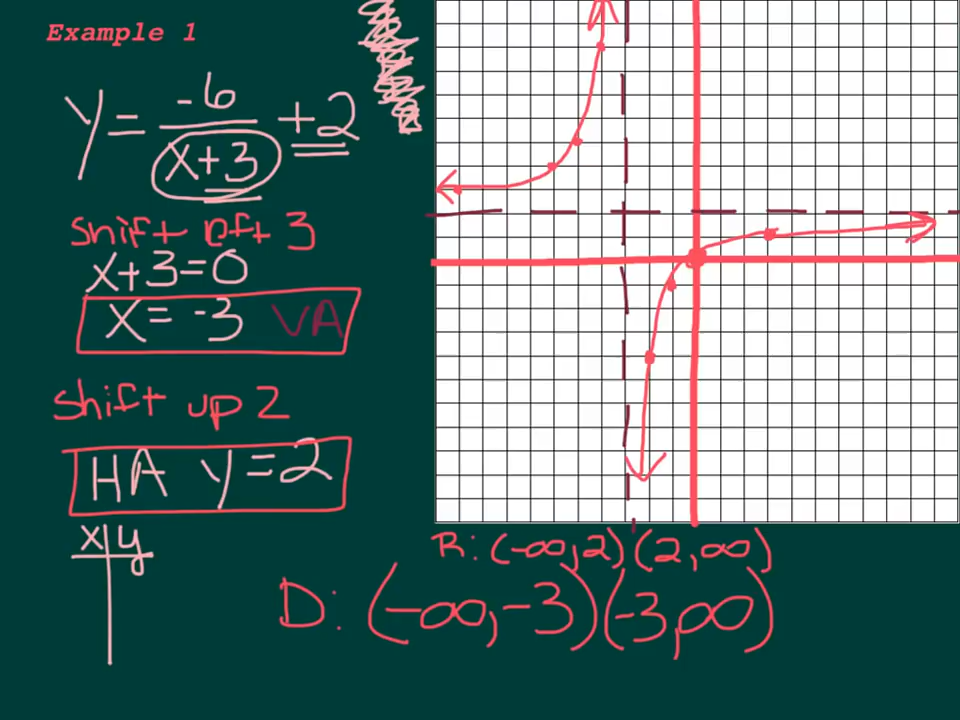 Example 1
y = -6/(x+3) + 2
shift left 3
x+3=0
x = -3 VA
shift up 2
HA y = 2
x y
R: (-∞, 2) (2, ∞)
D: (-∞, -3) (-3, ∞)